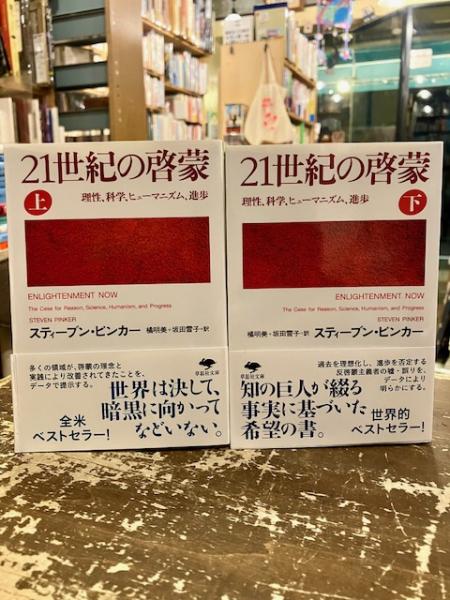 21世紀の啓蒙
上
理性、科学、ヒューマニズム、進歩
ENLIGHTENMENT NOW
The Case for Reason, Science, Humanism, and Progress
STEVEN PINKER
スティーブン・ピンカー
橘明美+坂田雪子・訳
草思社文庫
多くの領域が、啓蒙の理念と
実践により改善されてきたことを、
データで提示する。
世界は決して、
暗黒に向かって
などいない。
全米
ベストセラー!
21世紀の啓蒙
下
理性、科学、ヒューマニズム、進歩
ENLIGHTENMENT NOW
The Case for Reason, Science, Humanism, and Progress
STEVEN PINKER
橘明美+坂田雪子・訳
スティーブン・ピンカー
草思社文庫
過去を理想化し、進歩を否定する
反啓蒙主義者の嘘・誤りを、
データにより
明らかにする。
知の巨人が綴る
事実に基づいた
希望の書。
世界的
ベストセラー!